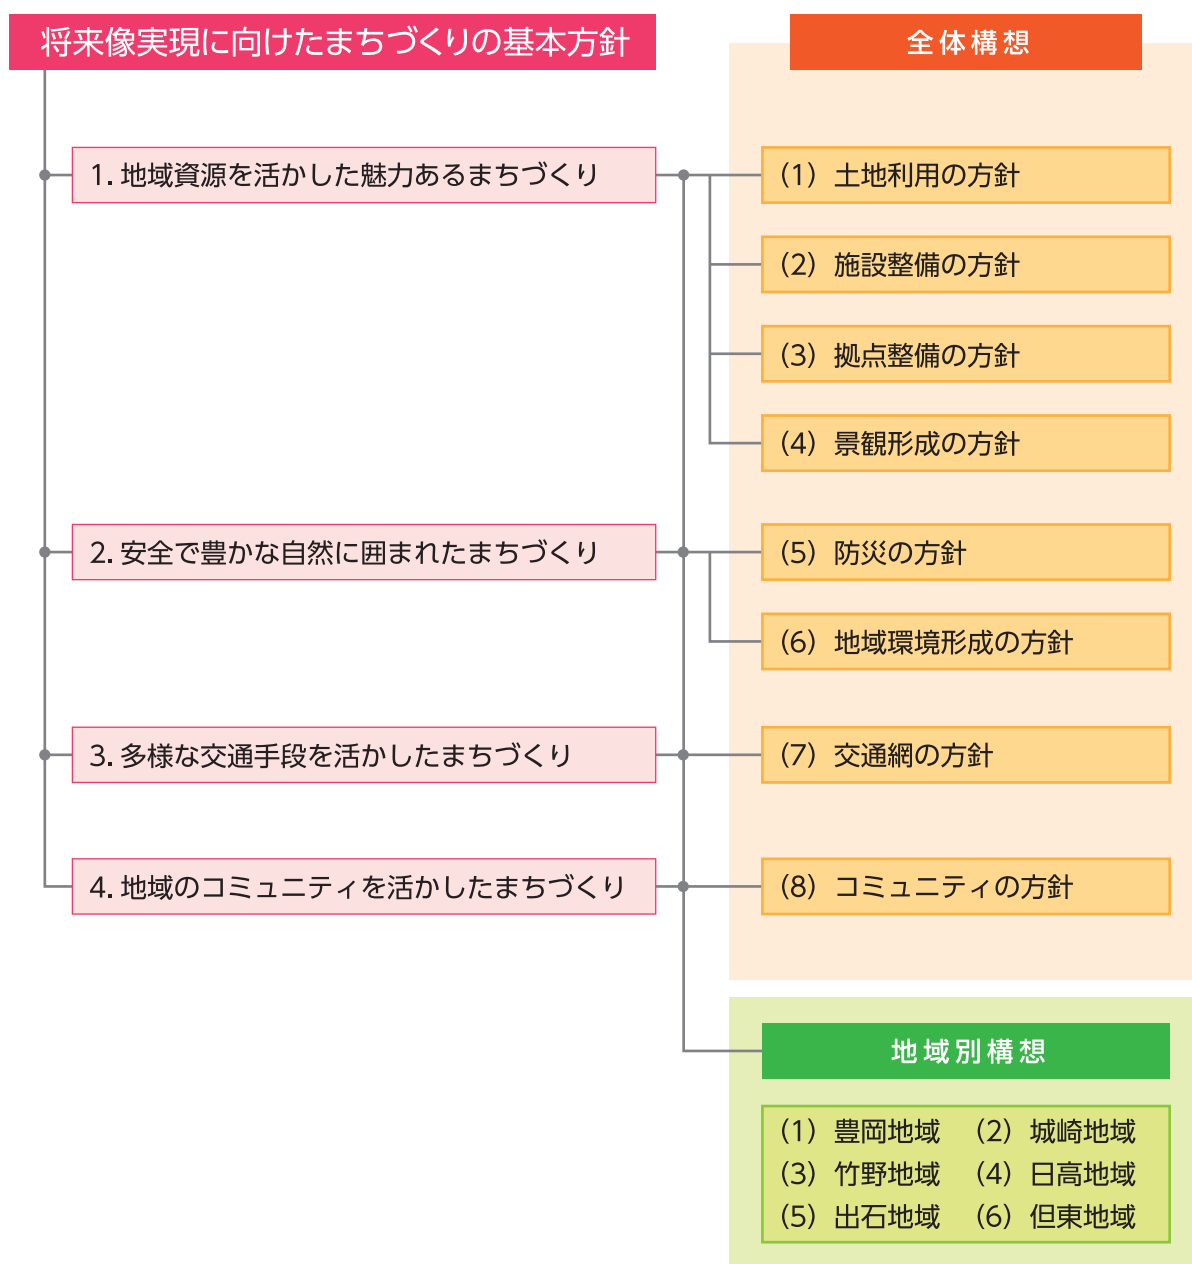 将来像実現に向けたまちづくりの基本方針
全体構想
1. 地域資源を活かした魅力あるまちづくり
（1）土地利用の方針
（2）施設整備の方針
（3）拠点整備の方針
（4）景観形成の方針
2. 安全で豊かな自然に囲まれたまちづくり
（5）防災の方針
（6）地域環境形成の方針
3. 多様な交通手段を活かしたまちづくり
（7）交通網の方針
4. 地域のコミュニティを活かしたまちづくり
（8）コミュニティの方針
地域別構想
（1）豊岡地域 （2）城崎地域
（3）竹野地域 （4）日高地域
（5）出石地域 （6）但東地域